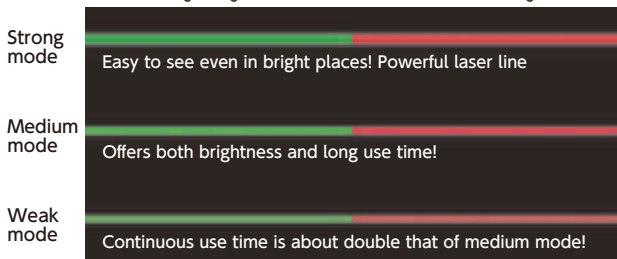 Strong
mode
Easy to see even in bright places! Powerful laser line
Medium
mode
Offers both brightness and long use time!
Weak
mode
Continuous use time is about double that of medium mode!